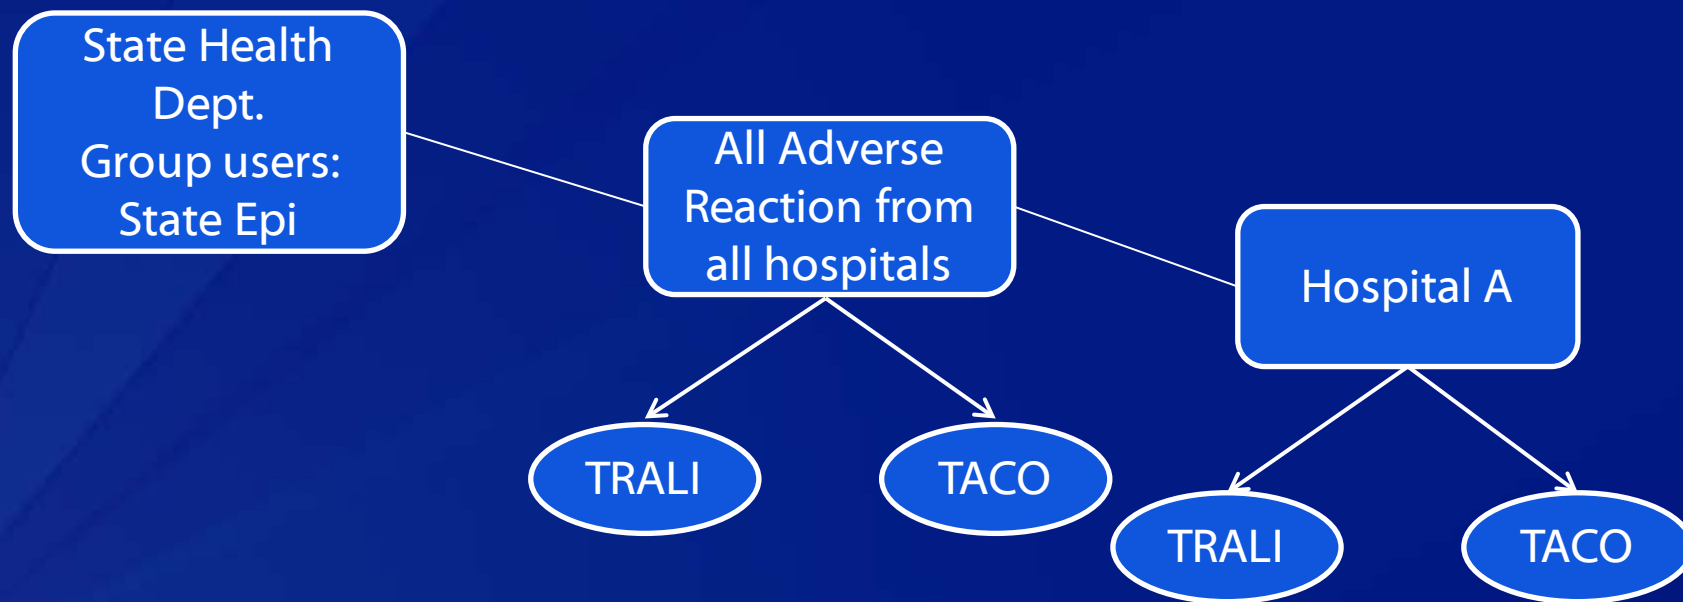 State Health
Dept.
Group users:
State Epi
All Adverse
Reaction from
all hospitals
Hospital A
TRALI
TACO
TRALI
TACO